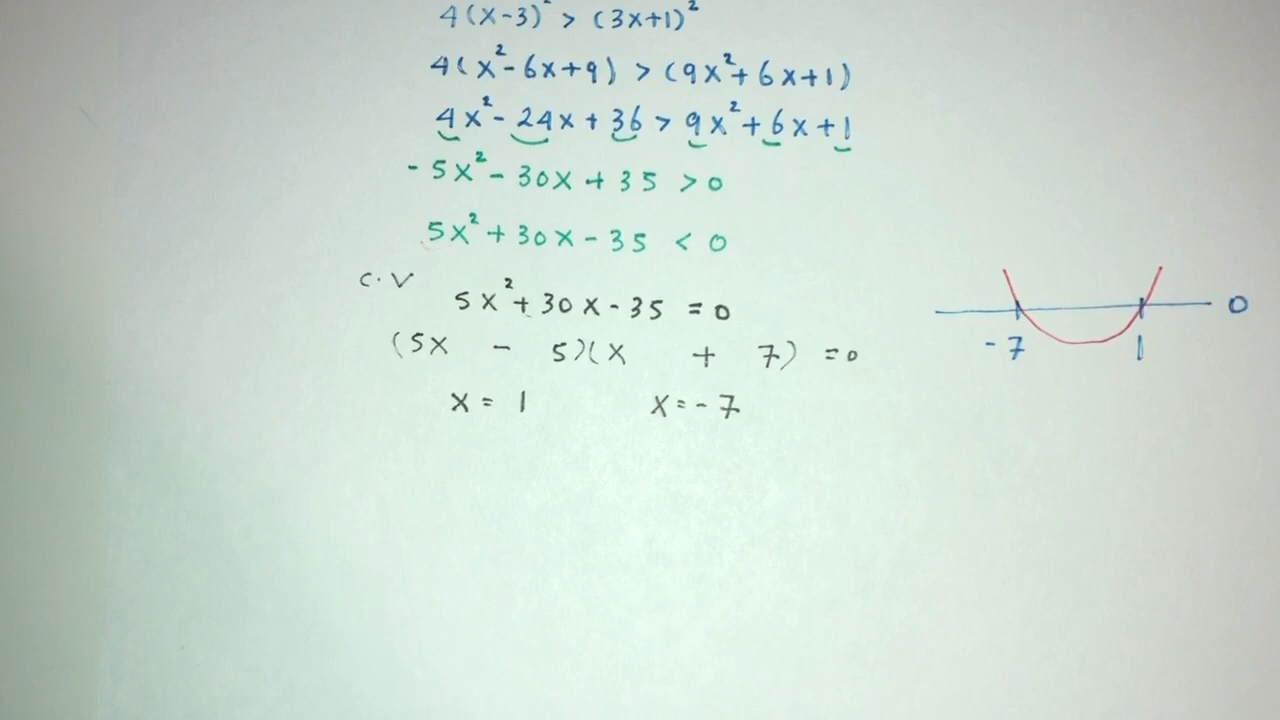 4(x-3)² > (3x+1)²
4(x²-6x+9) > (9x²+6x+1)
4x²-24x+36 > 9x²+6x+1
-5x²-30x+35 >0
5x²+30x-35 < 0
C.V
5x²+30x-35 =0
(5x - 5)(x + 7) =0
x = 1 x=-7
0
-7 1